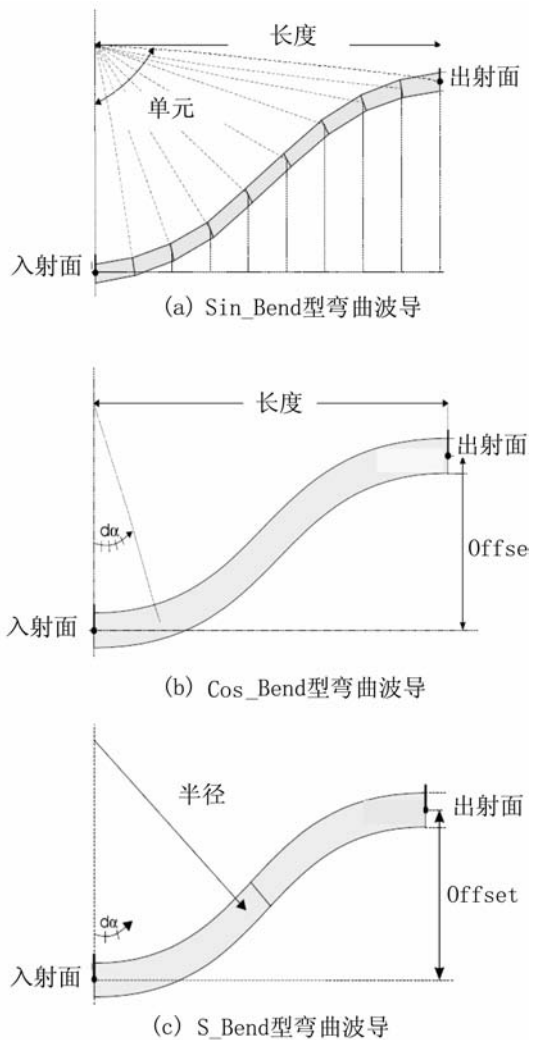 长度
出射面
单元
入射面
(a) Sin_Bend型弯曲波导
长度
出射面
dα
Offse
入射面
(b) Cos_Bend型弯曲波导
半径
出射面
dα
Offset
入射面
(c) S_Bend型弯曲波导